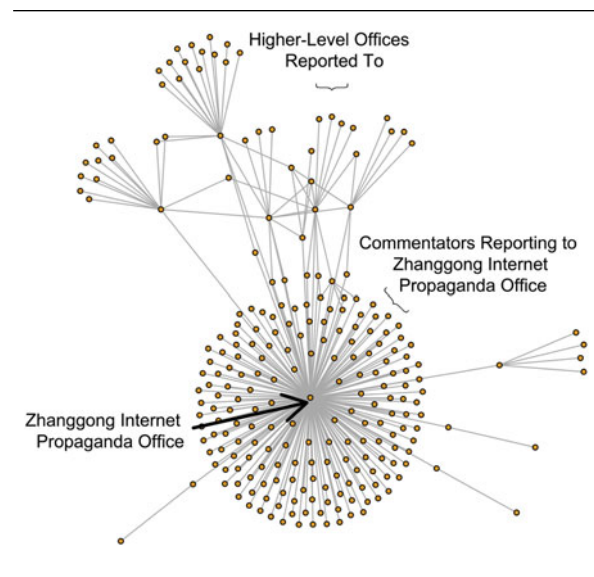 Higher-Level Offices
Reported To
Commentators Reporting to
Zhanggong Internet
Propaganda Office
Zhanggong Internet
Propaganda Office